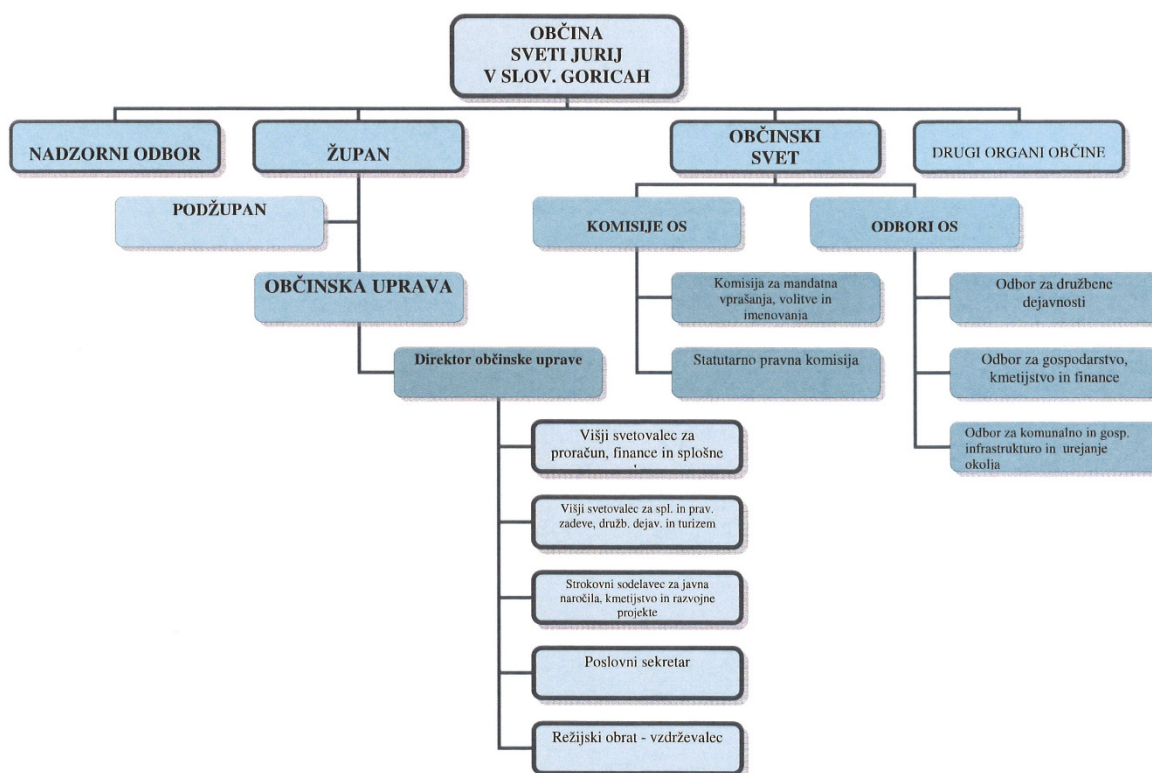 OBČINA
SVETI JURIJ
V SLOV. GORICAH
NADZORNI ODBOR
ŽUPAN
OBČINSKI
SVET
DRUGI ORGANI OBČINE
PODŽUPAN
KOMISIJE OS
ODBORI OS
OBČINSKA UPRAVA
Komisija za mandatna
vprašanja, volitve in
imenovanja
Odbor za družbene
dejavnosti
Direktor občinske uprave
Statutarno pravna komisija
Odbor za gospodarstvo,
kmetijstvo in finance
Višji svetovalec za
proračun, finance in splošne
Odbor za komunalno in gosp.
infrastrukturo in urejanje
okolja
Višji svetovalec za spl. in prav.
zadeve, družb. dejav. in turizem
Strokovni sodelavec za javna
naročila, kmetijstvo in razvojne
projekte
Poslovni sekretar
Režijski obrat - vzdrževalec